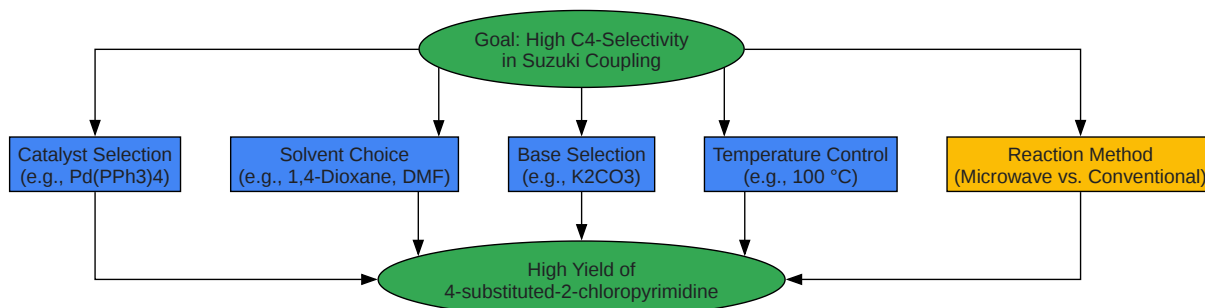 Goal: High C4-Selectivity
in Suzuki Coupling
Catalyst Selection
(e.g., Pd(PPh3)4)
Solvent Choice
(e.g., 1,4-Dioxane, DMF)
Base Selection
(e.g., K2CO3)
Temperature Control
(e.g., 100 °C)
Reaction Method
(Microwave vs. Conventional)
High Yield of
4-substituted-2-chloropyrimidine